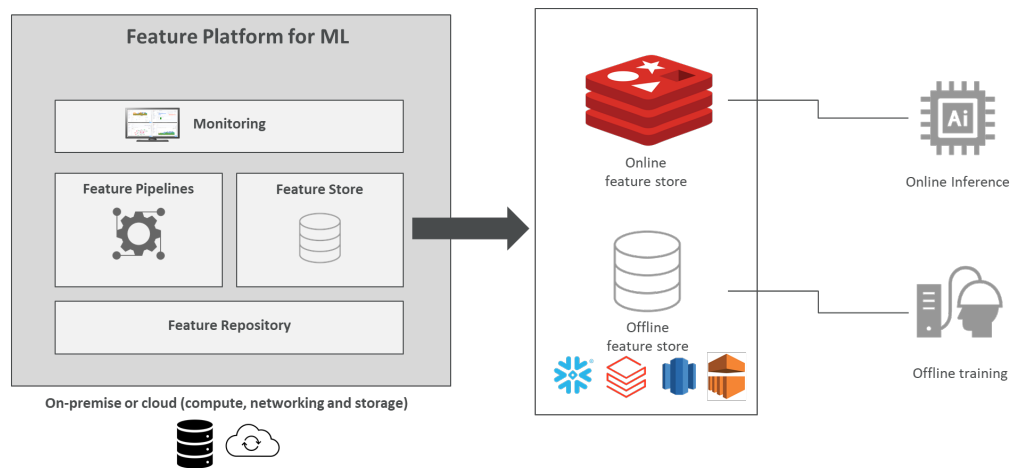 Feature Platform for ML
Monitoring
Feature Pipelines
Feature Store
Feature Repository
On-premise or cloud (compute, networking and storage)
Online
feature store
Offline
feature store
Ai
Online Inference
Offline training